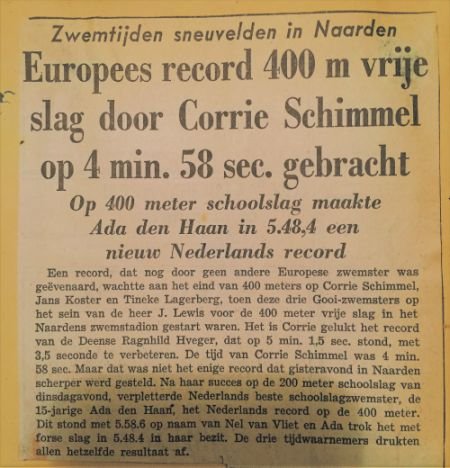 Zwemtijden sneuvelden in Naarden
Europees record 400 m vrije
slag door Corrie Schimmel
op 4 min. 58 sec. gebracht
Op 400 meter schoolslag maakte
Ada den Haan in 5.48,4 een
nieuw Nederlands record
Een record, dat nog door geen andere Europese zwemster was
geëvenaard, wachtte aan het eind van 400 meters op Corrie Schimmel,
Jans Koster en Tineke Lagerberg, toen deze drie Gooi-zwemsters op
het sein van de heer J. Lewis voor de 400 meter vrije slag in het
Naardens zwemstadion gestart waren. Het is Corrie gelukt het record
van de Deense Ragnhild Hveger, dat op 5 min. 1,5 sec. stond, met
3,5 seconde te verbeteren. De tijd van Corrie Schimmel was 4 min.
58 sec. Maar dat was niet het enige record dat gisteravond in Naarden
scherper werd gesteld. Na haar succes op de 200 meter schoolslag van
dinsdagavond, verpletterde Nederlands beste schoolslagzwemster, de
15-jarige Ada den Haan, het Nederlands record op de 400 meter.
Dit stond met 5.58.6 op naam van Nel van Vliet en Ada trok het met
forse slag in 5.48.4 in haar bezit. De drie tijdwaarnemers drukten
allen hetzelfde resultaat af.